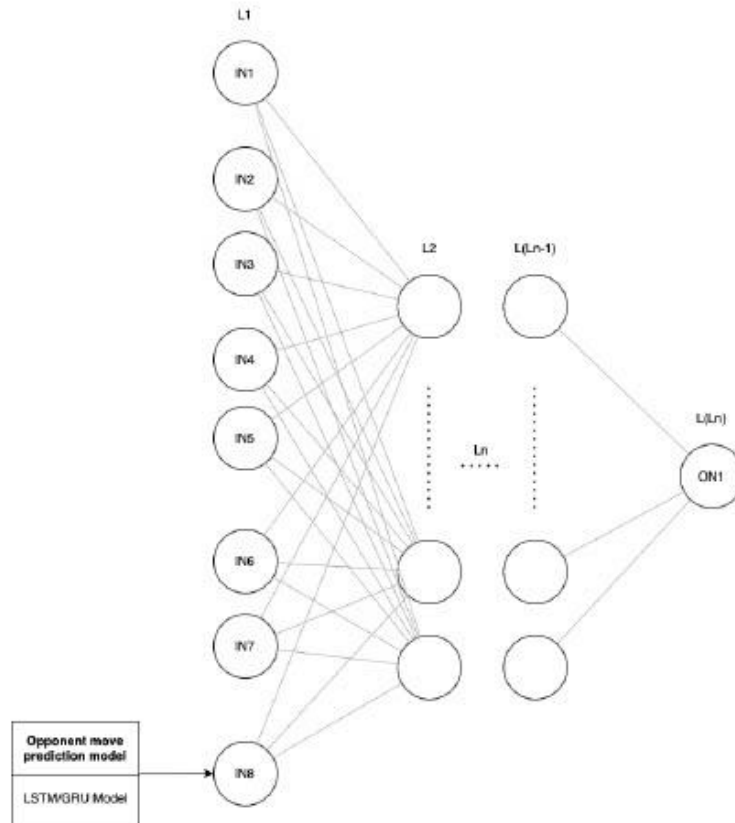 L1
IN1
IN2
IN3
L2
L(Ln-1)
IN4
IN5
Ln
L(Ln)
ON1
IN6
IN7
Opponent move
prediction model
LSTM/GRU Model
IN8